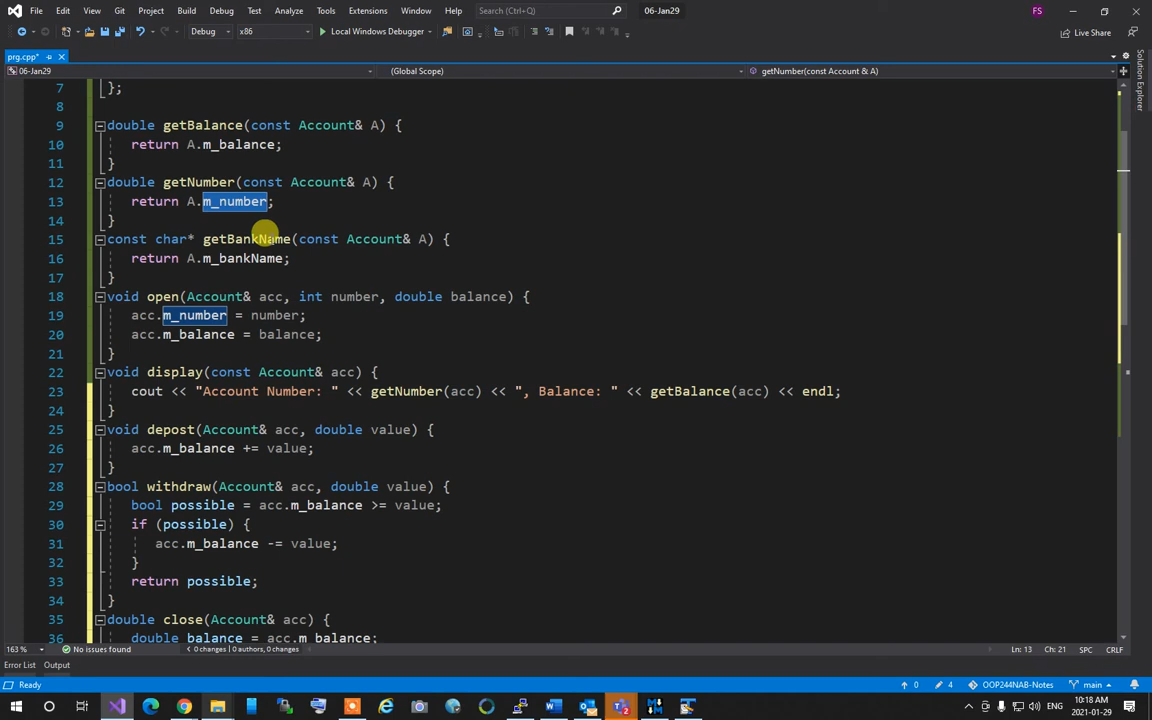 File Edit View Git Project Build Debug Test Analyze Tools Extensions Window Help Search (Ctrl+Q) 06-Jan29 FS
Debug x86 Local Windows Debugger Live Share
prg.cpp*
06-Jan29 (Global Scope) getNumber(const Account & A)
7 };
8
9 double getBalance(const Account& A) {
10 return A.m_balance;
11 }
12 double getNumber(const Account& A) {
13 return A.m_number;
14 }
15 const char* getBankName(const Account& A) {
16 return A.m_bankName;
17 }
18 void open(Account& acc, int number, double balance) {
19 acc.m_number = number;
20 acc.m_balance = balance;
21 }
22 void display(const Account& acc) {
23 cout << "Account Number: " << getNumber(acc) << ", Balance: " << getBalance(acc) << endl;
24 }
25 void depost(Account& acc, double value) {
26 acc.m_balance += value;
27 }
28 bool withdraw(Account& acc, double value) {
29 bool possible = acc.m_balance >= value;
30 if (possible) {
31 acc.m_balance -= value;
32 }
33 return possible;
34 }
35 double close(Account& acc) {
36 double balance = acc.m_balance;
163 % No issues found 0 changes | 0 authors, 0 changes Ln: 13 Ch: 21 SPC CRLF
Error List Output
Ready 0 4 OOP244NAB-Notes main
ENG 10:18 AM 2021-01-29
Solution Explorer